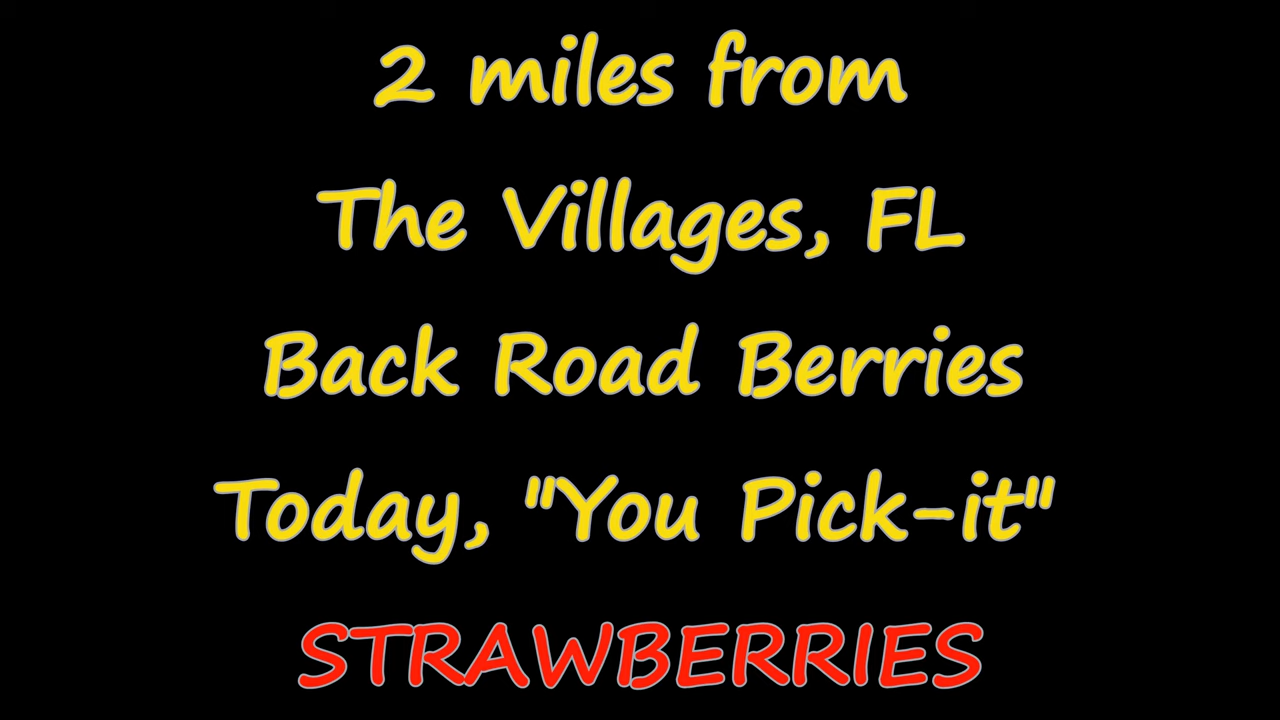 2 miles from
The Villages, FL
Back Road Berries
Today, "You Pick-it"
STRAWBERRIES